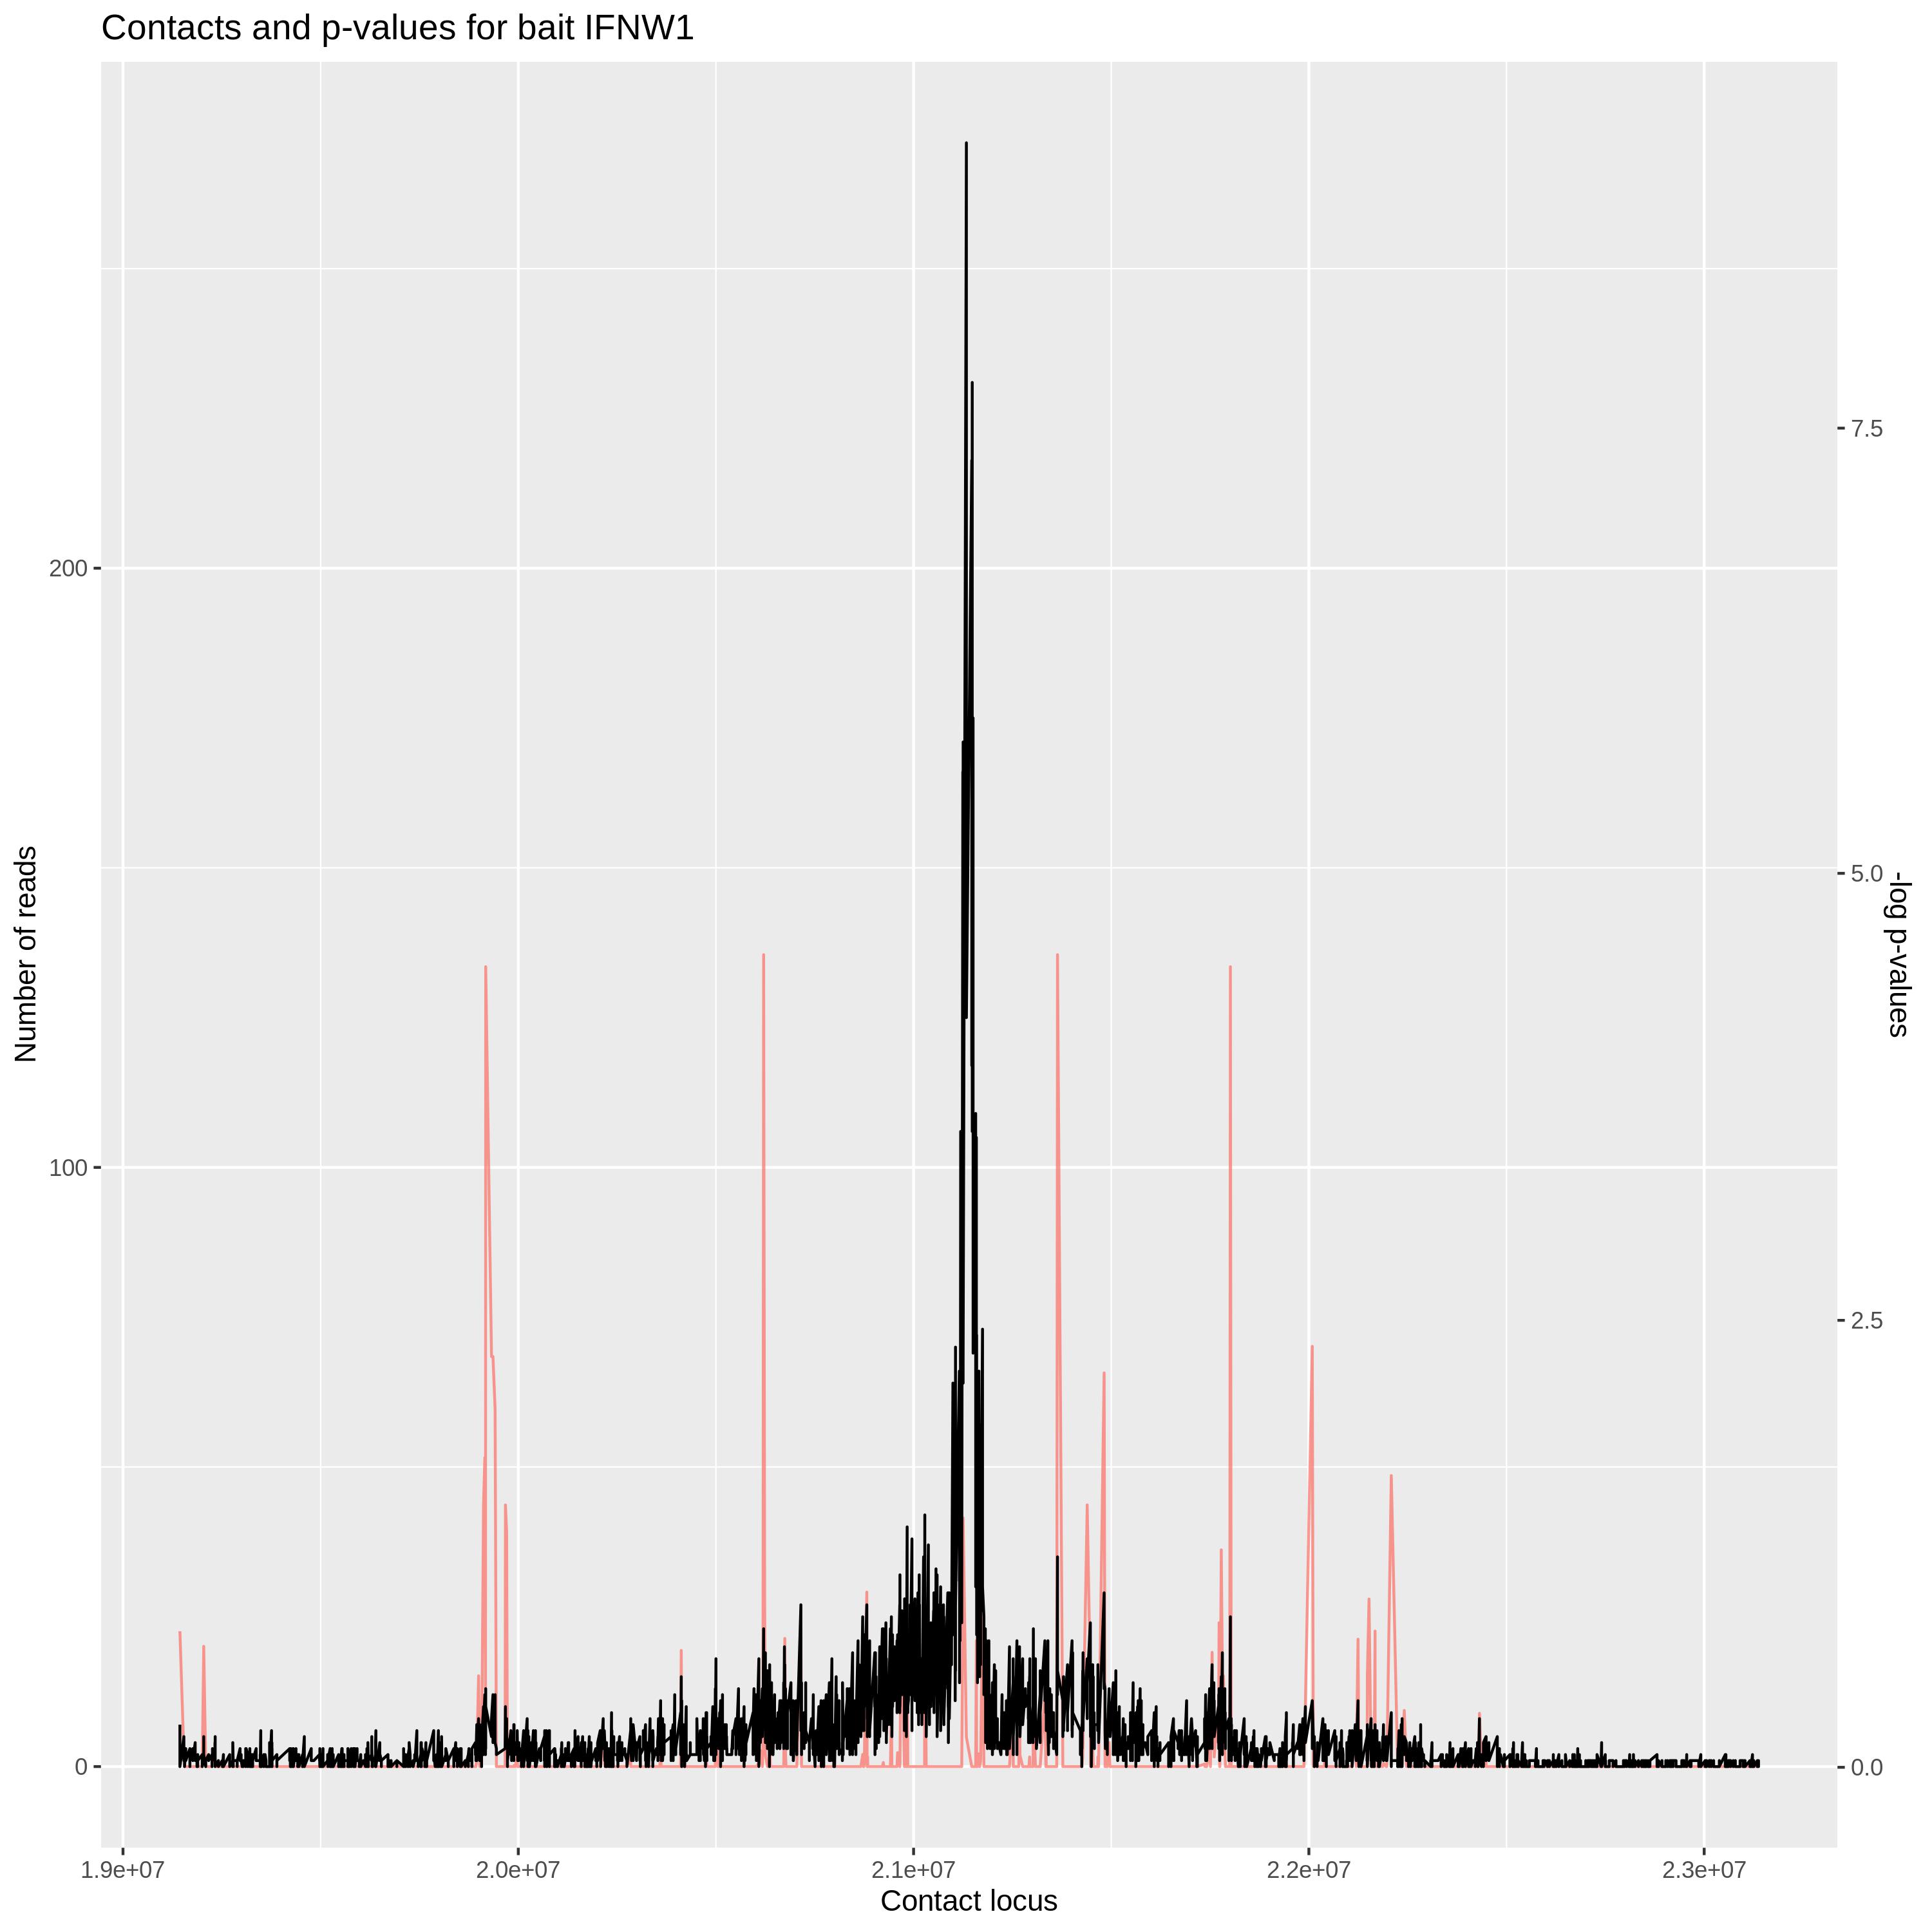 Contacts and p-values for bait IFNW1
Number of reads
200
100
0
7.5
5.0
2.5
0.0
-log p-values
1.9e+07
2.0e+07
2.1e+07
2.2e+07
2.3e+07
Contact locus